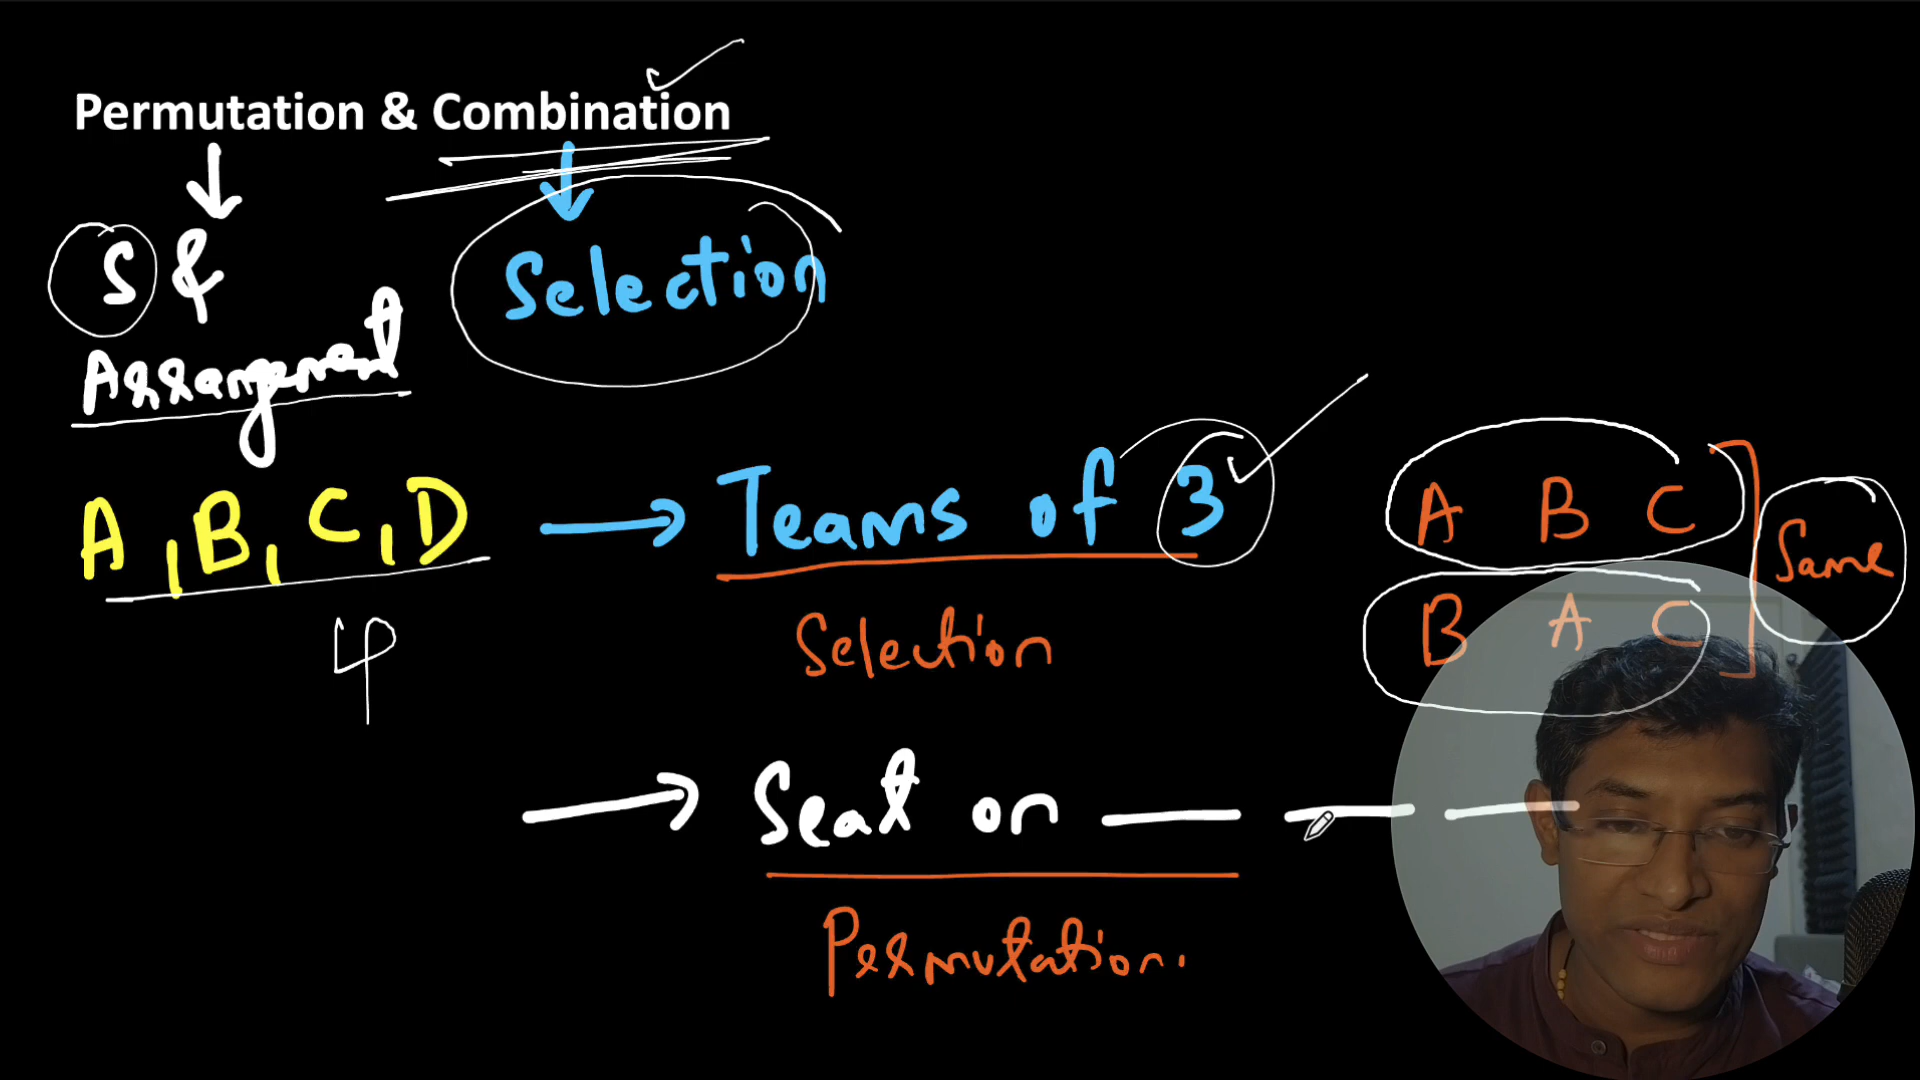 Permutation & Combination
S &
Arrangement
Selection
A, B, C, D → Teams of 3
A B C
B A C
Same
4
Selection
→ Seat on
Permutation.